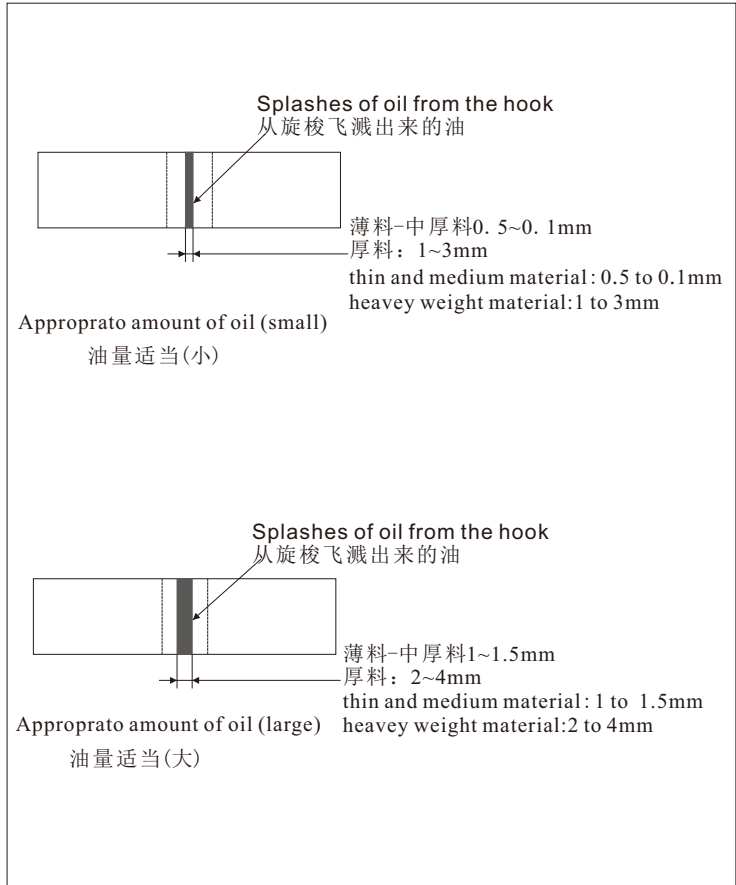 Splashes of oil from the hook
从旋梭飞溅出来的油
薄料-中厚料0. 5~0. 1mm
厚料：1~3mm
thin and medium material: 0.5 to 0.1mm
heavey weight material:1 to 3mm
Approprato amount of oil (small)
油量适当(小)
Splashes of oil from the hook
从旋梭飞溅出来的油
薄料-中厚料1~1.5mm
厚料：2~4mm
thin and medium material: 1 to 1.5mm
heavey weight material:2 to 4mm
Approprato amount of oil (large)
油量适当(大)